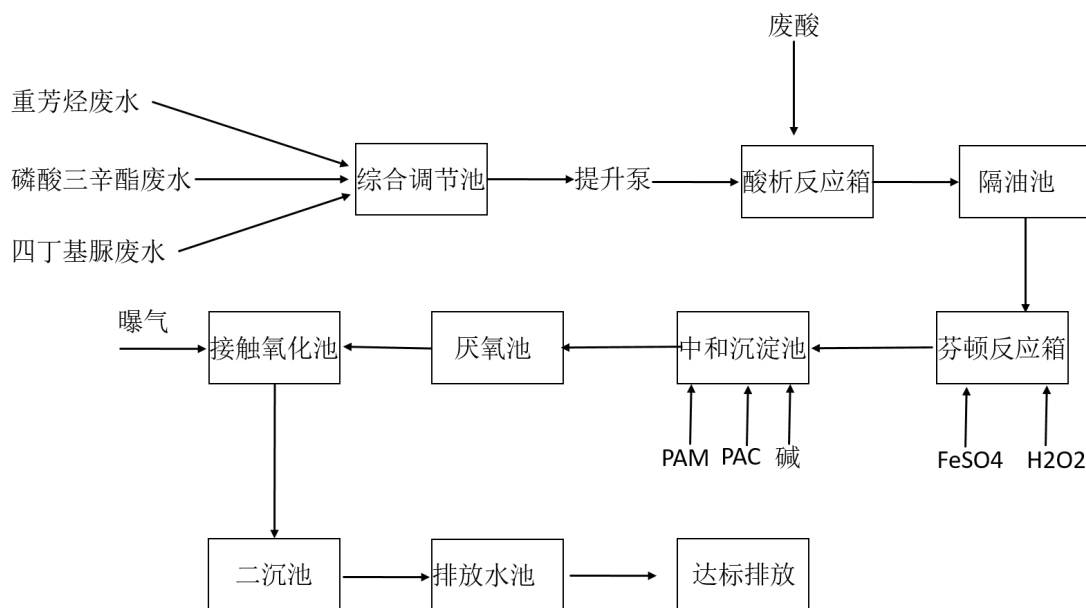 废酸
重芳烃废水
磷酸三辛酯废水
四丁基脲废水
综合调节池
提升泵
酸析反应箱
隔油池
曝气
接触氧化池
厌氧池
中和沉淀池
芬顿反应箱
PAM
PAC
碱
FeSO4
H2O2
二沉池
排放水池
达标排放